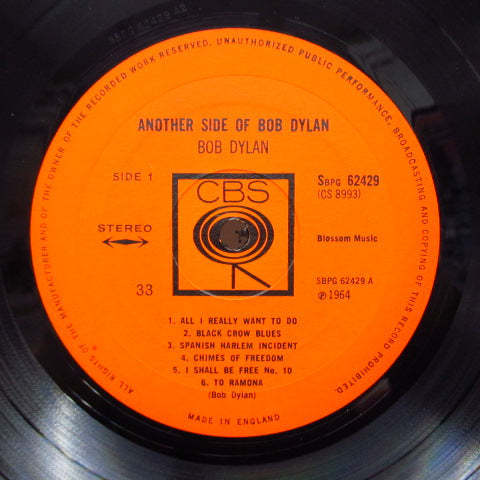 ALL RIGHTS OF THE MANUFACTURER AND OF THE OWNER OF THE RECORDED WORK RESERVED. UNAUTHORIZED PUBLIC PERFORMANCE, BROADCASTING AND COPYING OF THIS RECORD PROHIBITED.
ANOTHER SIDE OF BOB DYLAN
BOB DYLAN
SIDE 1
CBS
SBPG 62429
(CS 8993)
STEREO
Blossom Music
33
SBPG 62429 A
℗ 1964
1. ALL I REALLY WANT TO DO
2. BLACK CROW BLUES
3. SPANISH HARLEM INCIDENT
4. CHIMES OF FREEDOM
5. I SHALL BE FREE No. 10
6. TO RAMONA
(Bob Dylan)
MADE IN ENGLAND